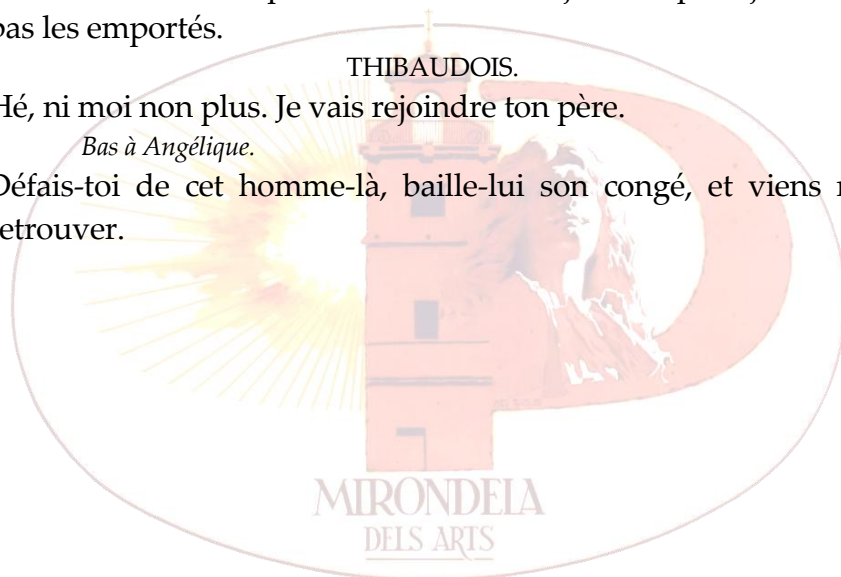 pas les emportés.
THIBAUDOIS.
Hé, ni moi non plus. Je vais rejoindre ton père.
Bas à Angélique.
Défais-toi de cet homme-là, baille-lui son congé, et viens
retrouver.
MIRONDELA
DELS ARTS